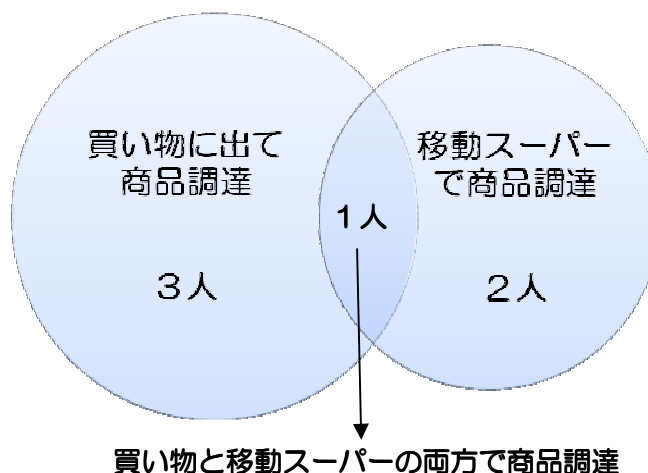 買い物に出て
商品調達
3人
移動スーパー
で商品調達
2人
1人
買い物と移動スーパーの両方で商品調達